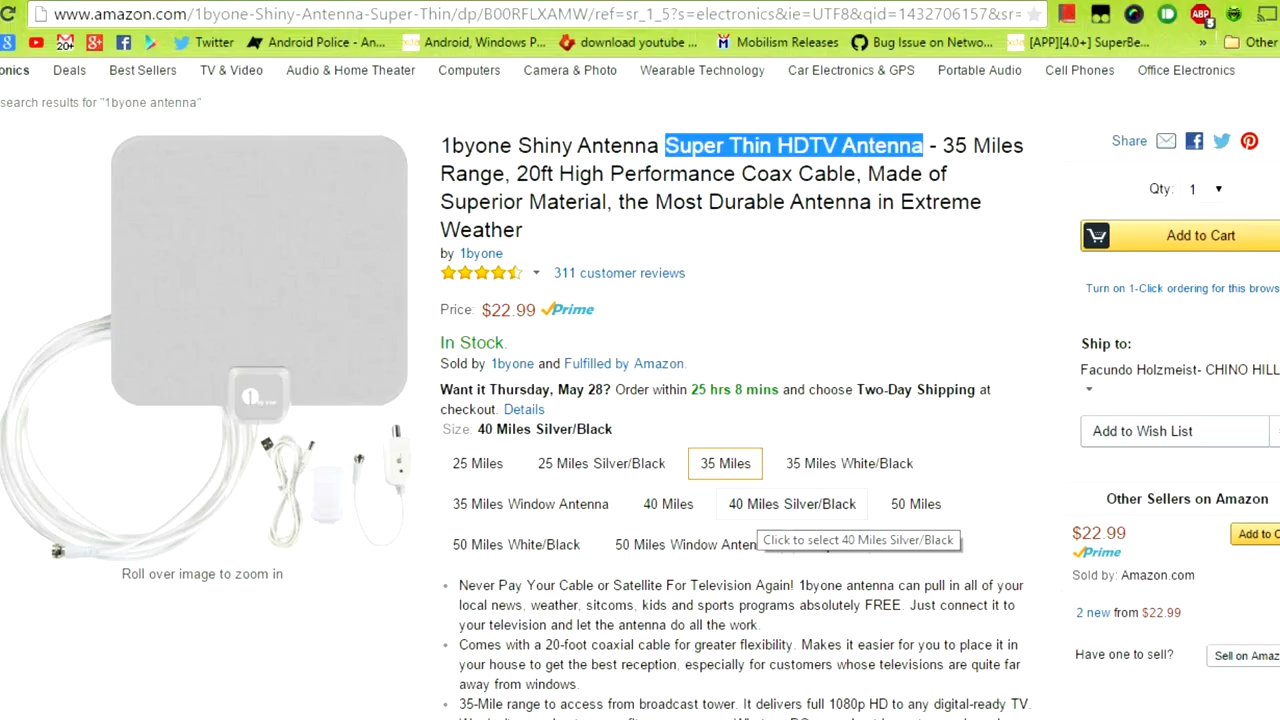 www.amazon.com/1byone-Shiny-Antenna-Super-Thin/dp/B00RFLXAMW/ref=sr_1_5?s=electronics&ie=UTF8&qid=1432706157&sr=
20+ Twitter Android Police - An... Android, Windows P... download youtube ... Mobilism Releases Bug Issue on Netwo... [APP][4.0+] SuperBe... » Other
ABP 5
onics Deals Best Sellers TV & Video Audio & Home Theater Computers Camera & Photo Wearable Technology Car Electronics & GPS Portable Audio Cell Phones Office Electronics
search results for "1byone antenna"
1byone Shiny Antenna Super Thin HDTV Antenna - 35 Miles
Range, 20ft High Performance Coax Cable, Made of
Superior Material, the Most Durable Antenna in Extreme
Weather
by 1byone
311 customer reviews
Price: $22.99 Prime
In Stock.
Sold by 1byone and Fulfilled by Amazon.
Want it Thursday, May 28? Order within 25 hrs 8 mins and choose Two-Day Shipping at
checkout. Details
Size: 40 Miles Silver/Black
25 Miles 25 Miles Silver/Black 35 Miles 35 Miles White/Black
35 Miles Window Antenna 40 Miles 40 Miles Silver/Black 50 Miles
50 Miles White/Black 50 Miles Window Anten
Click to select 40 Miles Silver/Black
Roll over image to zoom in
Never Pay Your Cable or Satellite For Television Again! 1byone antenna can pull in all of your
local news, weather, sitcoms, kids and sports programs absolutely FREE. Just connect it to
your television and let the antenna do all the work.
Comes with a 20-foot coaxial cable for greater flexibility. Makes it easier for you to place it in
your house to get the best reception, especially for customers whose televisions are quite far
away from windows.
35-Mile range to access from broadcast tower. It delivers full 1080p HD to any digital-ready TV.
Share
Qty: 1
Add to Cart
Turn on 1-Click ordering for this brows
Ship to:
Facundo Holzmeist- CHINO HILL
Add to Wish List
Other Sellers on Amazon
$22.99
Add to C
Prime
Sold by: Amazon.com
2 new from $22.99
Have one to sell? Sell on Amaz